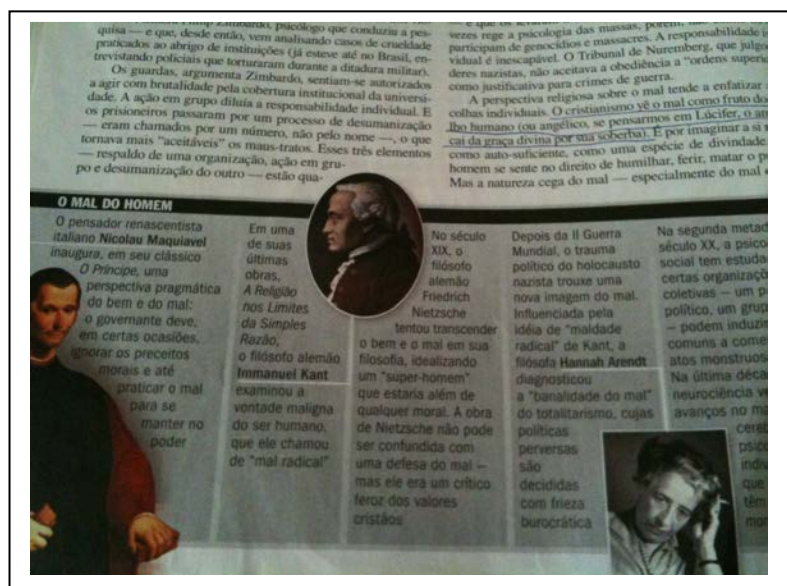 Zimbardo, psicólogo que conduziu a pes-
quisa — e que, desde então, vem analisando casos de crueldade
praticados ao abrigo de instituições (já esteve até no Brasil, en-
trevistando policiais que torturaram durante a ditadura militar).
Os guardas, argumenta Zimbardo, sentiam-se autorizados
a agir com brutalidade pela cobertura institucional da universi-
dade. A ação em grupo diluía a responsabilidade individual. E
os prisioneiros passaram por um processo de desumanização
— eram chamados por um número, não pelo nome —, o que
tornava mais "aceitáveis" os maus-tratos. Esses três elementos
— respaldo de uma organização, ação em gru-
po e desumanização do outro — estão qua-
vezes rege a psicologia das massas, porém,
participam de genocídios e massacres. A responsabilidade
vidual é inescapável. O Tribunal de Nuremberg, que julgo
deres nazistas, não aceitava a obediência a "ordens superio
como justificativa para crimes de guerra.
A perspectiva religiosa sobre o mal tende a enfatizar
colhas individuais. O cristianismo vê o mal como fruto do
lho humano (ou angélico, se pensarmos em Lúcifer, o an
cai da graça divina por sua soberba). É por imaginar a si
como auto-suficiente, como uma espécie de divindade
homem se sente no direito de humilhar, ferir, matar o p
Mas a natureza cega do mal — especialmente do mal
O MAL DO HOMEM
O pensador renascentista
italiano Nicolau Maquiavel
inaugura, em seu clássico
O Príncipe, uma
perspectiva pragmática
do bem e do mal:
o governante deve,
em certas ocasiões,
ignorar os preceitos
morais e até
praticar o mal
para se
manter no
poder
Em uma
de suas
últimas
obras,
A Religião
nos Limites
da Simples
Razão,
o filósofo alemão
Immanuel Kant
examinou a
vontade maligna
do ser humano,
que ele chamou
de "mal radical"
No século
XIX, o
filósofo
alemão
Friedrich
Nietzsche
tentou transcender
o bem e o mal em sua
filosofia, idealizando
um "super-homem"
que estaria além de
qualquer moral. A obra
de Nietzsche não pode
ser confundida com
uma defesa do mal –
mas ele era um crítico
feroz dos valores
cristãos
Depois da II Guerra
Mundial, o trauma
político do holocausto
nazista trouxe uma
nova imagem do mal.
Influenciada pela
idéia de "maldade
radical" de Kant, a
filósofa Hannah Arendt
diagnosticou
a "banalidade do mal"
do totalitarismo, cujas
políticas
perversas
são
decididas
com frieza
burocrática
Na segunda metad
século XX, a psico
social tem estuda
certas organizaçõ
coletivas – um p
político, um grup
– podem induzir
comuns a come
atos monstruos
Na última déca
neurociência ve
avanços no ma
cereb
psico
indiv
que
têm
mor